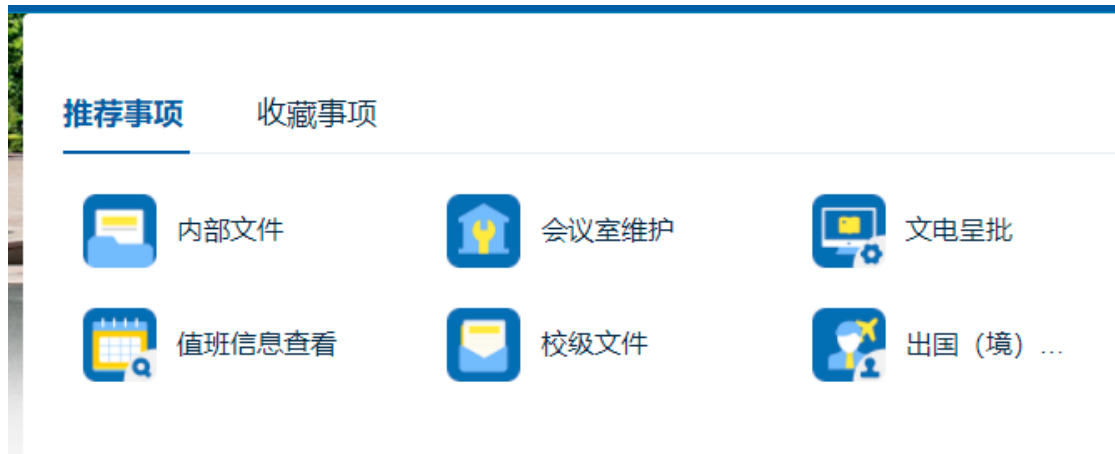 推荐事项 收藏事项
内部文件 会议室维护 文电呈批
值班信息查看 校级文件 出国（境）...